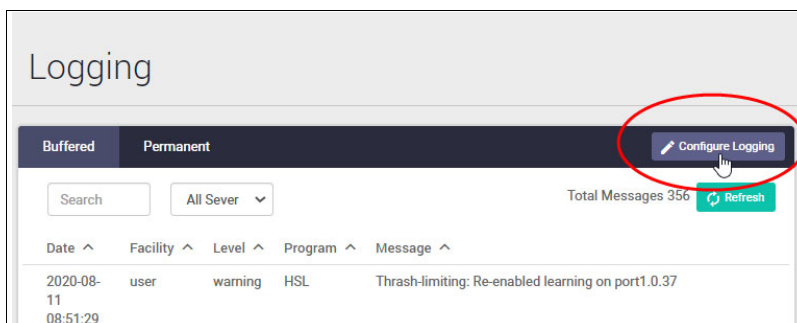 Logging
Buffered Permanent Configure Logging
Search All Sever Total Messages 356 Refresh
Date Facility Level Program Message
2020-08- user warning HSL Thrash-limiting: Re-enabled learning on port1.0.37
11
08:51:29